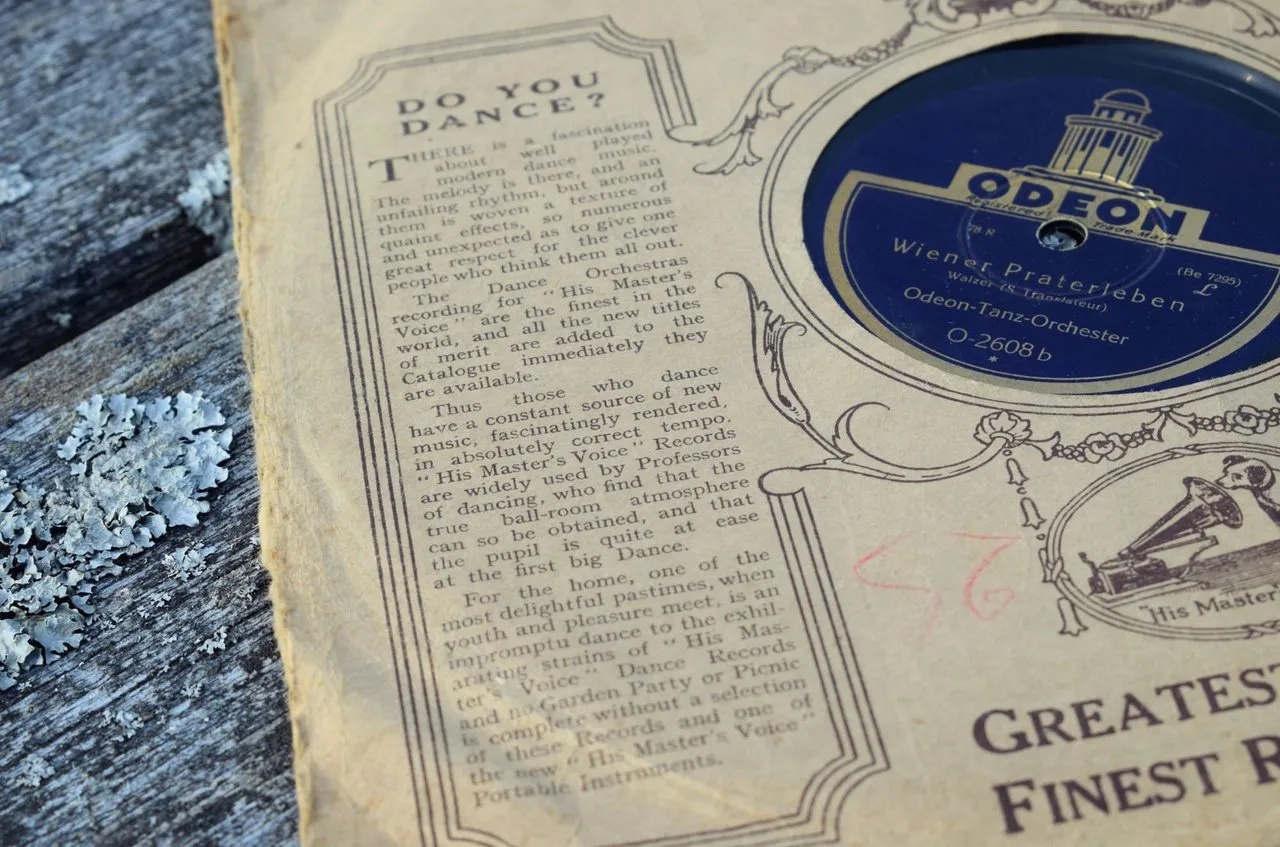 DO YOU
DANCE?
THERE is a fascination
about well played
modern dance music.
The melody is there, and an
unfailing rhythm, but around
them is woven a texture of
quaint effects, so numerous
and unexpected as to give one
great respect for the clever
people who think them all out.
The Dance Orchestras
recording for "His Master's
Voice" are the finest in the
world, and all the new titles
of merit are added to the
Catalogue immediately they
are available.
Thus those who dance
have a constant source of new
music, fascinatingly rendered,
in absolutely correct tempo.
"His Master's Voice" Records
are widely used by Professors
of dancing, who find that the
true ball-room atmosphere
can so be obtained, and that
the pupil is quite at ease
at the first big Dance.
For the home, one of the
most delightful pastimes, when
youth and pleasure meet, is an
impromptu dance to the exhil-
arating strains of "His Mas-
ter's Voice" Dance Records
and no Garden Party or Picnic
is complete without a selection
of these Records and one of
the new "His Master's Voice"
Portable Instruments.
ODEON
Registered Trade-Mark
78 R
(Be 7295)
L
Wiener Praterleben
Walzer (S. Translateur)
Odeon-Tanz-Orchester
O-2608 b
*
"His Master
GREATEST
FINEST R